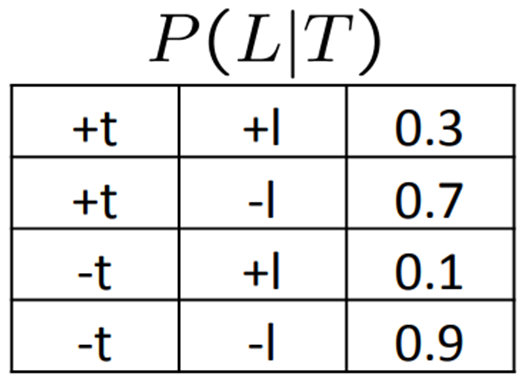 P(L|T)
+t +l 0.3
+t -l 0.7
-t +l 0.1
-t -l 0.9